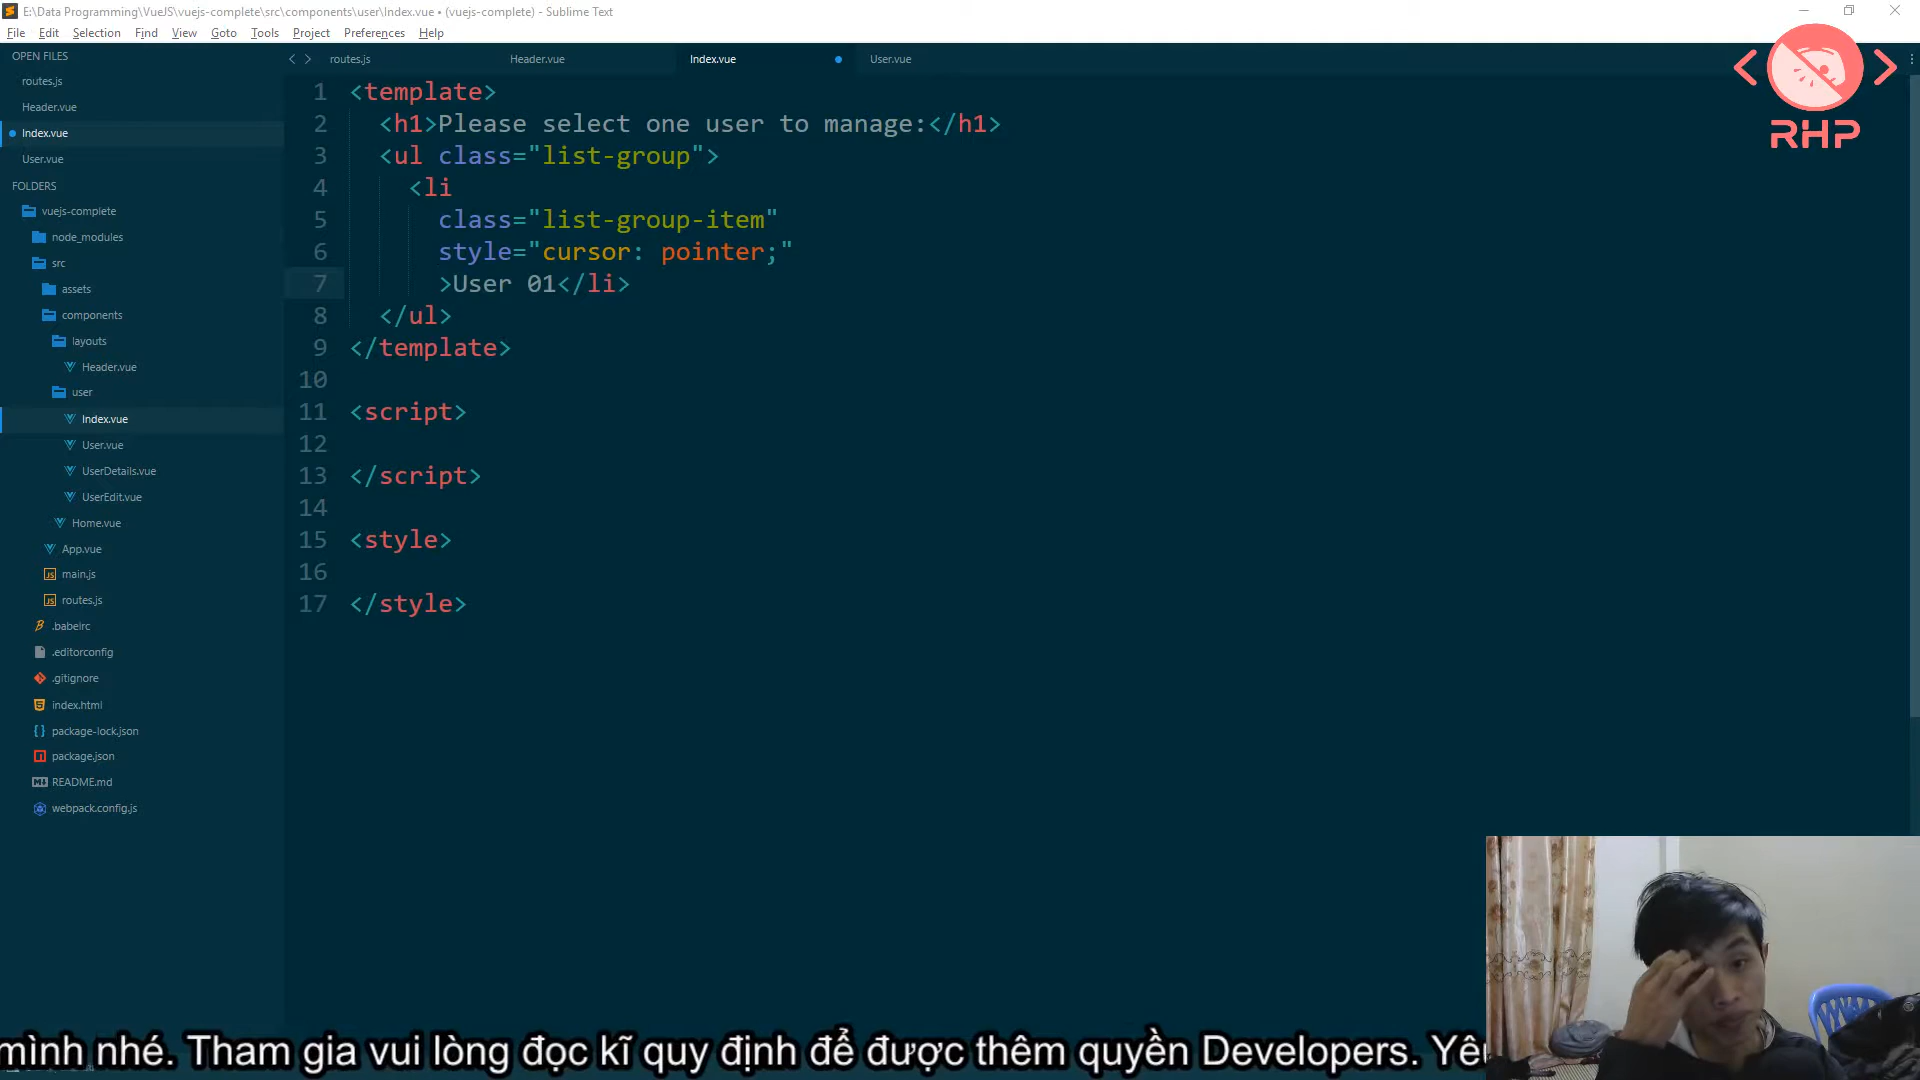 E:\Data Programming\VueJS\vuejs-complete\src\components\user\Index.vue • (vuejs-complete) - Sublime Text
File Edit Selection Find View Goto Tools Project Preferences Help
OPEN FILES
routes.js
Header.vue
Index.vue
User.vue
FOLDERS
vuejs-complete
node_modules
src
assets
components
layouts
Header.vue
user
Index.vue
User.vue
UserDetails.vue
UserEdit.vue
Home.vue
App.vue
main.js
routes.js
.babelrc
.editorconfig
.gitignore
index.html
package-lock.json
package.json
README.md
webpack.config.js
routes.js Header.vue Index.vue User.vue
1 <template>
2 <h1>Please select one user to manage:</h1>
3 <ul class="list-group">
4 <li
5 class="list-group-item"
6 style="cursor: pointer;"
7 >User 01</li>
8 </ul>
9 </template>
10
11 <script>
12
13 </script>
14
15 <style>
16
17 </style>
RHP
mình nhé. Tham gia vui lòng đọc kĩ quy định để được thêm quyền Developers. Yê